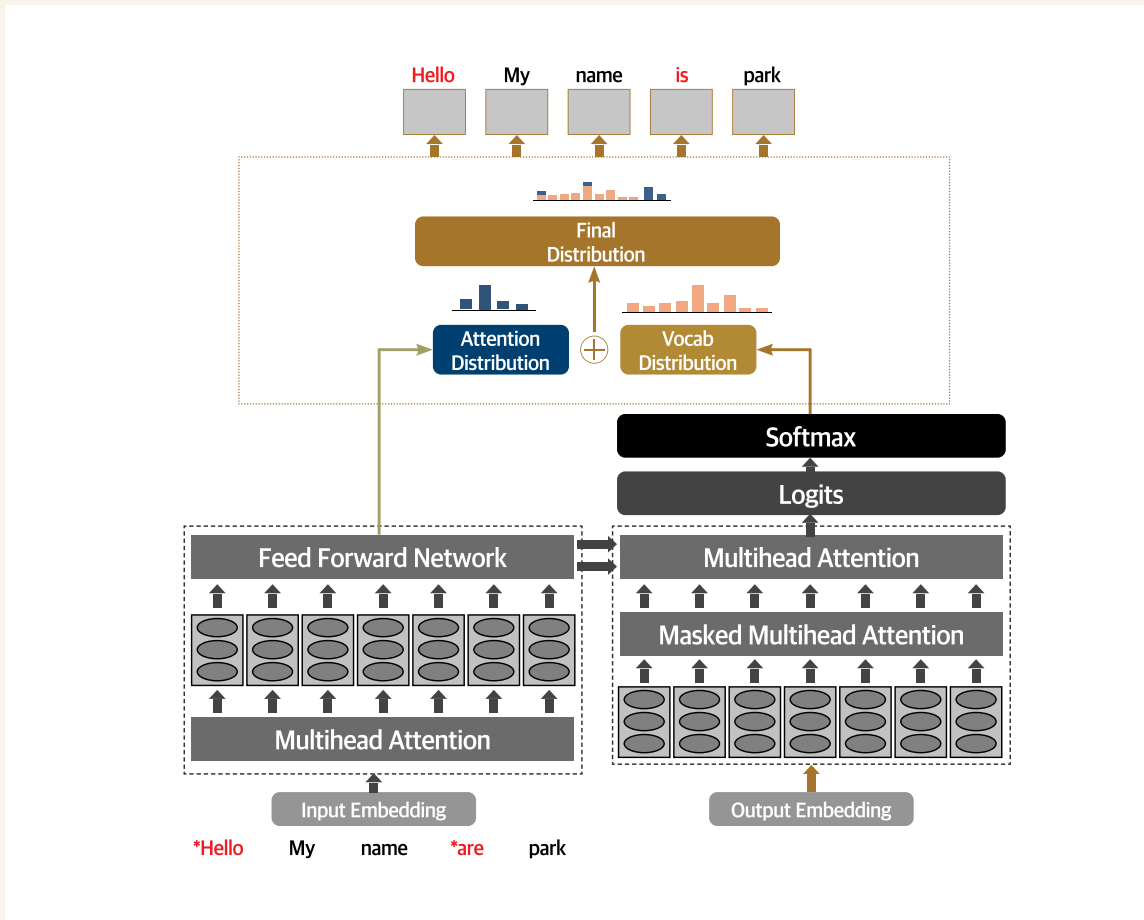 Hello My name is park
Final
Distribution
Attention
Distribution
Vocab
Distribution
Softmax
Logits
Feed Forward Network
Multihead Attention
Masked Multihead Attention
Multihead Attention
Input Embedding
Output Embedding
*Hello My name *are park